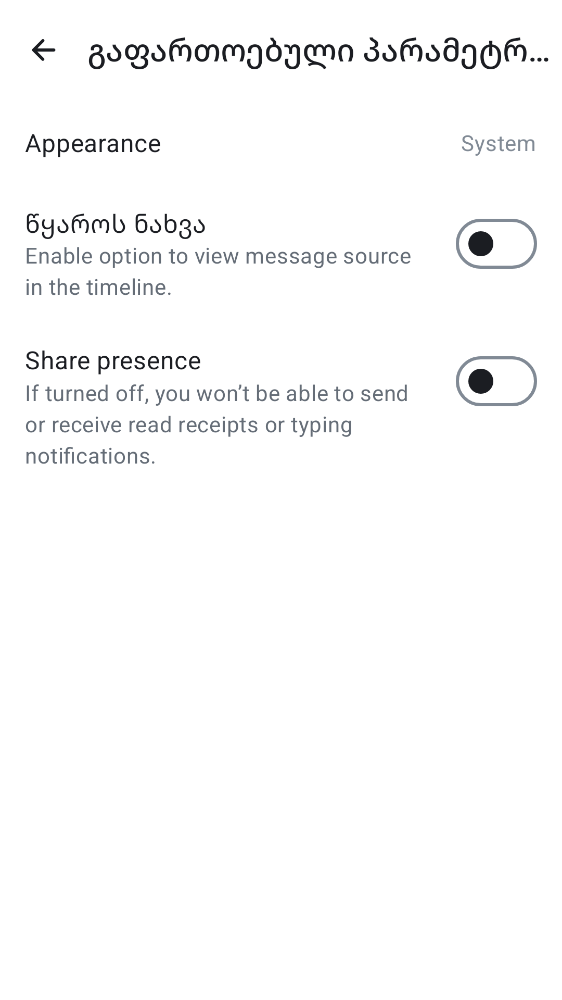 გაფართოებული პარამეტრ...
Appearance
System
წყაროს ნახვა
Enable option to view message source
in the timeline.
Share presence
If turned off, you won’t be able to send
or receive read receipts or typing
notifications.